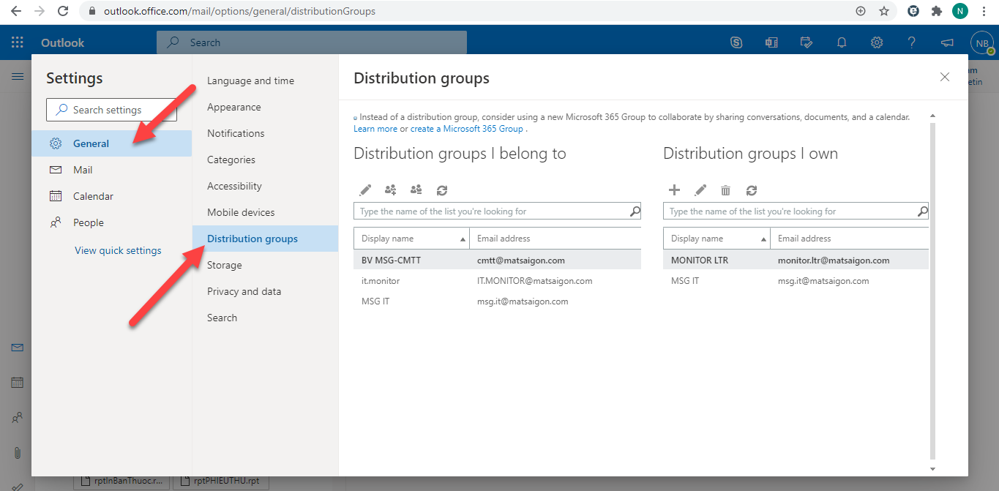 outlook.office.com/mail/options/general/distributionGroups
N
Outlook
Search
NB
Settings
Search settings
General
Mail
Calendar
People
View quick settings
Language and time
Appearance
Notifications
Categories
Accessibility
Mobile devices
Distribution groups
Storage
Privacy and data
Search
Distribution groups
Instead of a distribution group, consider using a new Microsoft 365 Group to collaborate by sharing conversations, documents, and a calendar.
Learn more or create a Microsoft 365 Group .
Distribution groups I belong to
Type the name of the list you're looking for
Display name Email address
BV MSG-CMTT cmtt@matsaigon.com
it.monitor IT.MONITOR@matsaigon.com
MSG IT msg.it@matsaigon.com
Distribution groups I own
Type the name of the list you're looking for
Display name Email address
MONITOR LTR monitor.ltr@matsaigon.com
MSG IT msg.it@matsaigon.com
rptInBanThuoc.r... rptPHIEUTHU.rpt